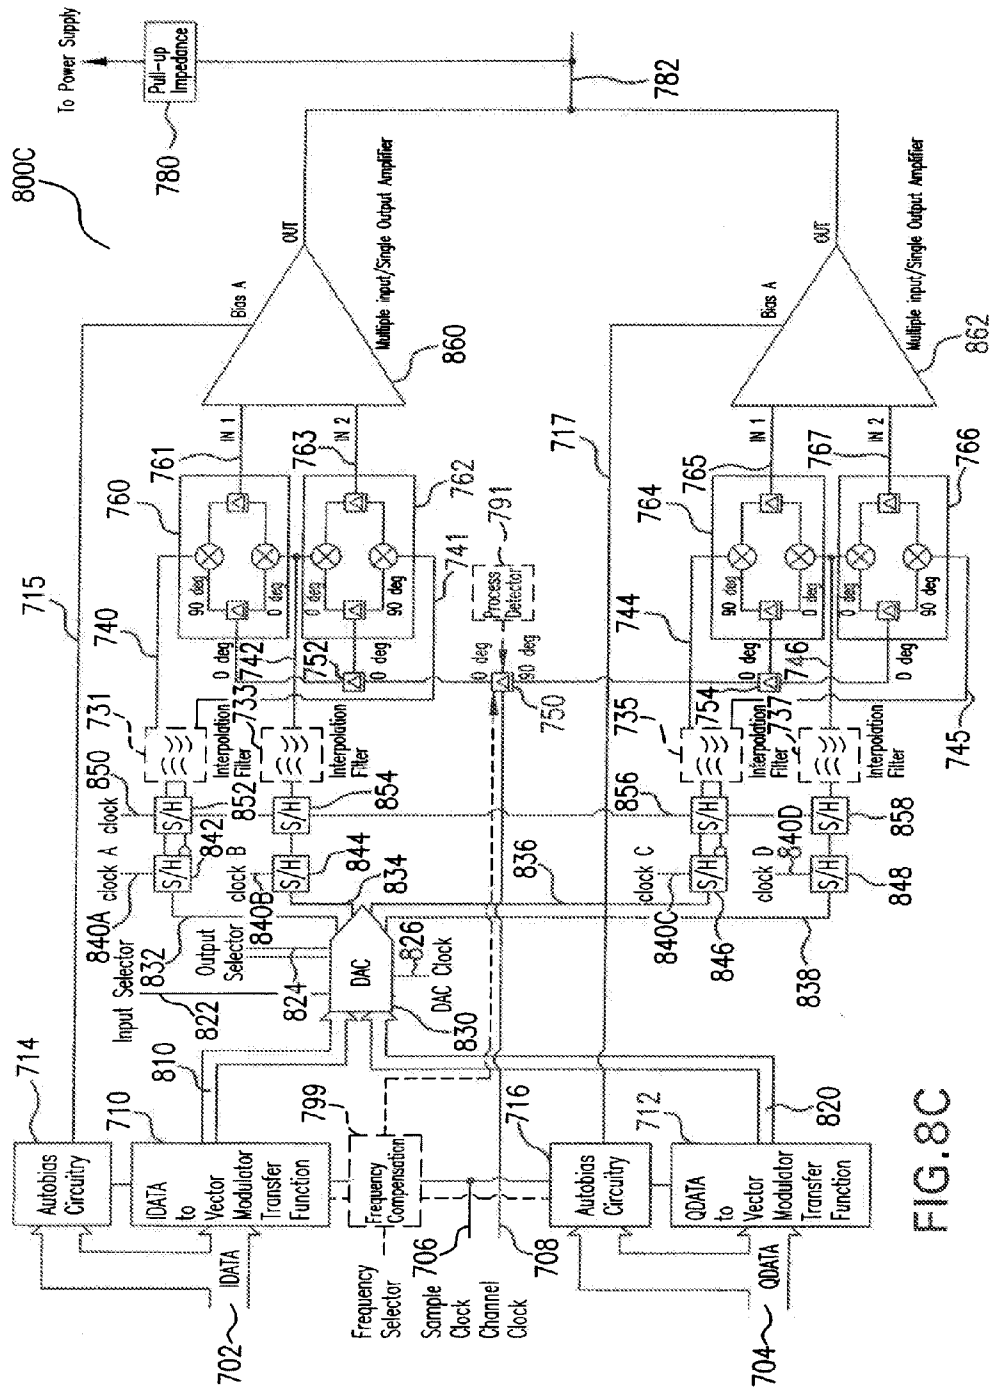 To Power Supply
Pull-up
Impedance
780
800C
782
715
Bias A
OUT
Multiple input/Single Output Amplifier
860
IN 1
IN 2
761
763
760
762
90 deg
0 deg
0 deg
90 deg
741
740
742
0 deg
752
0 deg
731
733
Interpolation
Filter
Interpolation
Filter
850
clock
S/H
852
S/H
854
clock A
S/H
842
840A
clock B
840B
S/H
844
834
832
Output
Selector
824
Input Selector
822
DAC
826
DAC Clock
830
836
838
714
Autobias
Circuitry
710
IDATA
to
Vector
Modulator
Transfer
Function
810
IDATA
702
799
Frequency
Compensation
Frequency
Selector
706
Sample
Clock
Channel
Clock
708
791
Process
Detector
0 deg
90 deg
750
717
Bias A
OUT
Multiple input/Single Output Amplifier
862
IN 1
IN 2
765
767
764
766
90 deg
0 deg
0 deg
90 deg
744
746
0 deg
754
0 deg
745
735
737
Interpolation
Filter
Interpolation
Filter
856
S/H
S/H
858
clock C
840C
S/H
846
clock D
840D
S/H
848
716
Autobias
Circuitry
712
QDATA
to
Vector
Modulator
Transfer
Function
820
QDATA
704
FIG.8C